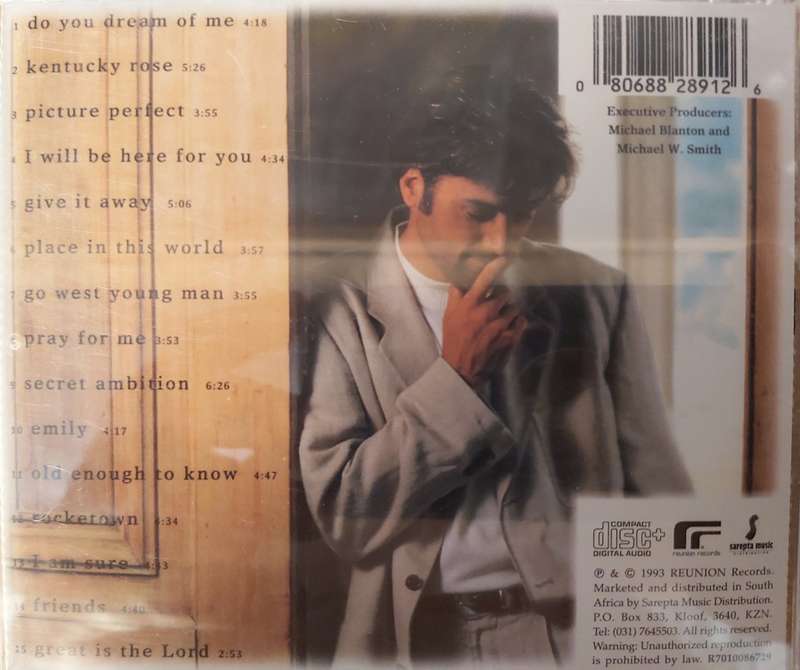 1 do you dream of me 4:18
2 kentucky rose 5:26
3 picture perfect 3:55
4 I will be here for you 4:34
5 give it away 5:06
6 place in this world 3:57
7 go west young man 3:55
8 pray for me 3:53
9 secret ambition 6:26
10 emily 4:17
11 old enough to know 4:47
12 rocketown 4:34
13 I am sure 4:33
14 friends 4:40
15 great is the Lord 2:53
0 80688 28912 6
Executive Producers:
Michael Blanton and
Michael W. Smith
COMPACT
disc+
DIGITAL AUDIO
reunion records
sarepta music
DISTRIBUTION
℗ & © 1993 REUNION Records.
Marketed and distributed in South
Africa by Sarepta Music Distribution.
P.O. Box 833, Kloof, 3640, KZN.
Tel: (031) 7645503. All rights reserved.
Warning: Unauthorized reproduction
is prohibited by law. R7010086729